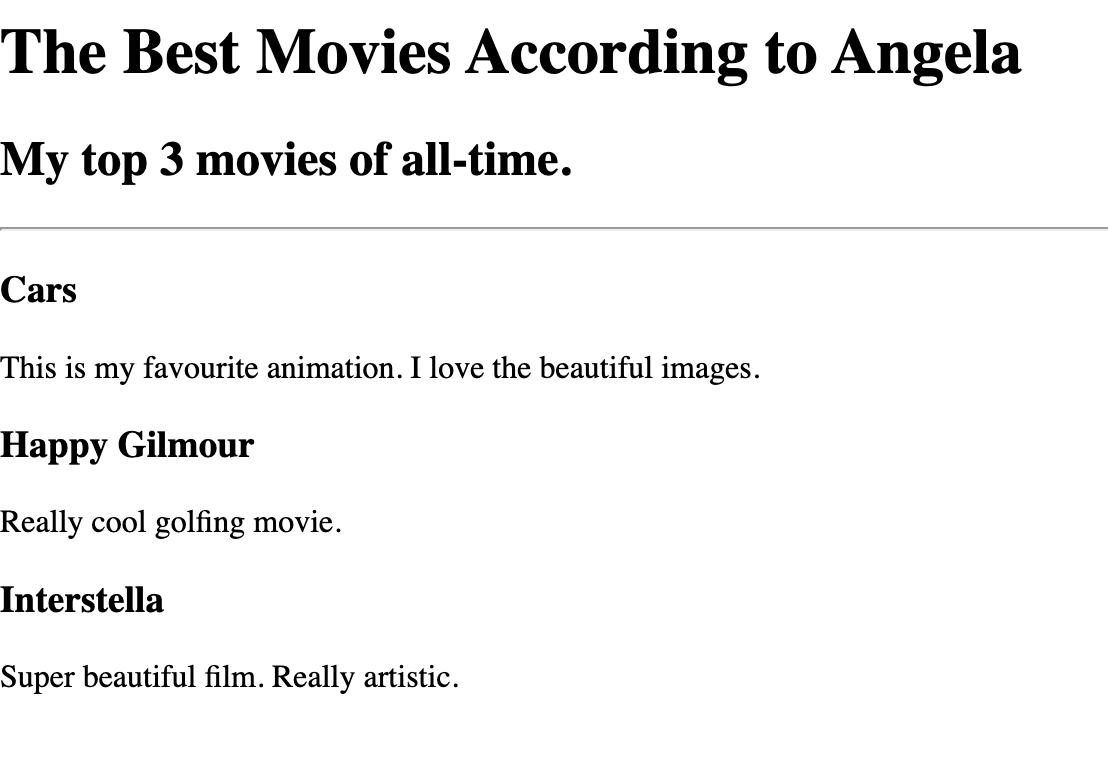 The Best Movies According to Angela
My top 3 movies of all-time.
Cars
This is my favourite animation. I love the beautiful images.
Happy Gilmour
Really cool golfing movie.
Interstella
Super beautiful film. Really artistic.